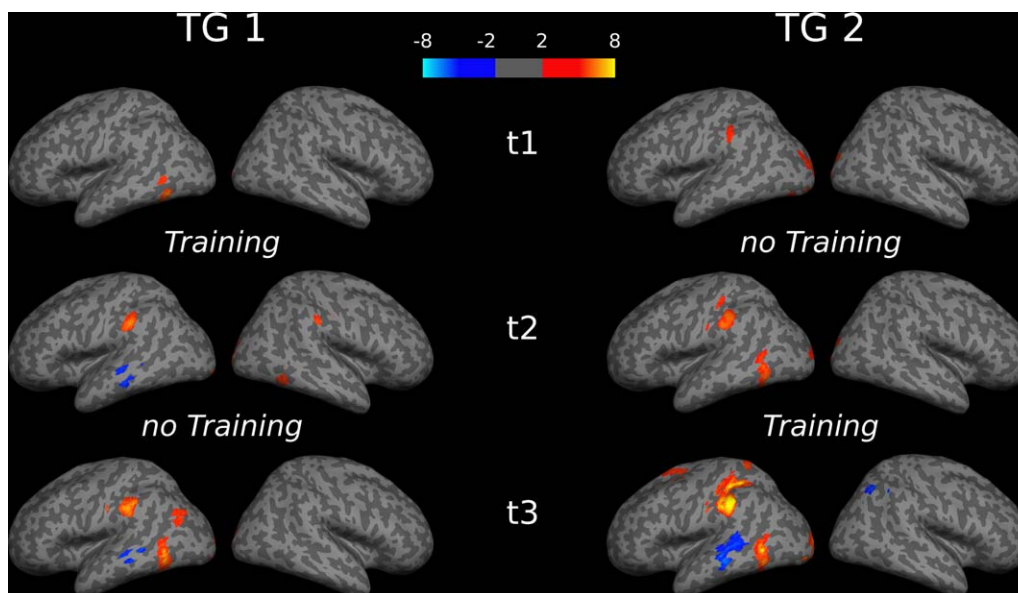 TG 1
TG 2
-8 -2 2 8
t1
Training
no Training
t2
no Training
Training
t3